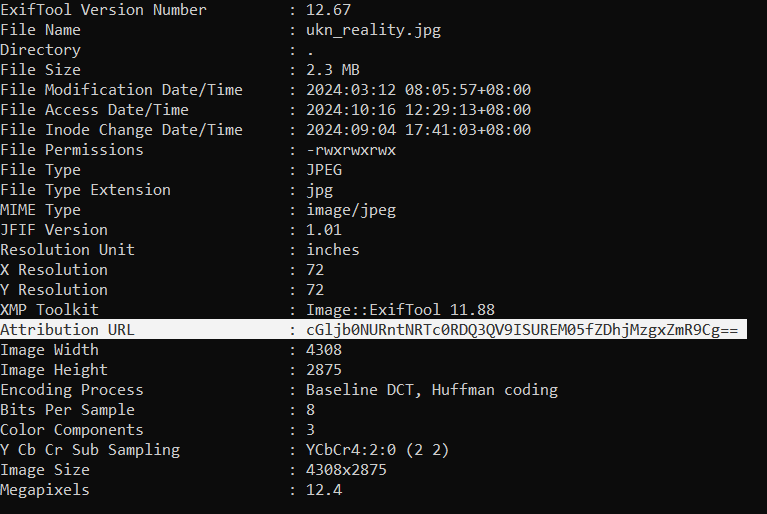 ExifTool Version Number         : 12.67
File Name                       : ukn_reality.jpg
Directory                       : .
File Size                       : 2.3 MB
File Modification Date/Time     : 2024:03:12 08:05:57+08:00
File Access Date/Time           : 2024:10:16 12:29:13+08:00
File Inode Change Date/Time     : 2024:09:04 17:41:03+08:00
File Permissions                : -rwxrwxrwx
File Type                       : JPEG
File Type Extension             : jpg
MIME Type                       : image/jpeg
JFIF Version                    : 1.01
Resolution Unit                 : inches
X Resolution                    : 72
Y Resolution                    : 72
XMP Toolkit                     : Image::ExifTool 11.88
Attribution URL                 : cGljb0NURntNRTc0RDQ3QV9ISUREM05fZDhjMzgxZmR9Cg==
Image Width                     : 4308
Image Height                    : 2875
Encoding Process                : Baseline DCT, Huffman coding
Bits Per Sample                 : 8
Color Components                : 3
Y Cb Cr Sub Sampling            : YCbCr4:2:0 (2 2)
Image Size                      : 4308x2875
Megapixels                      : 12.4